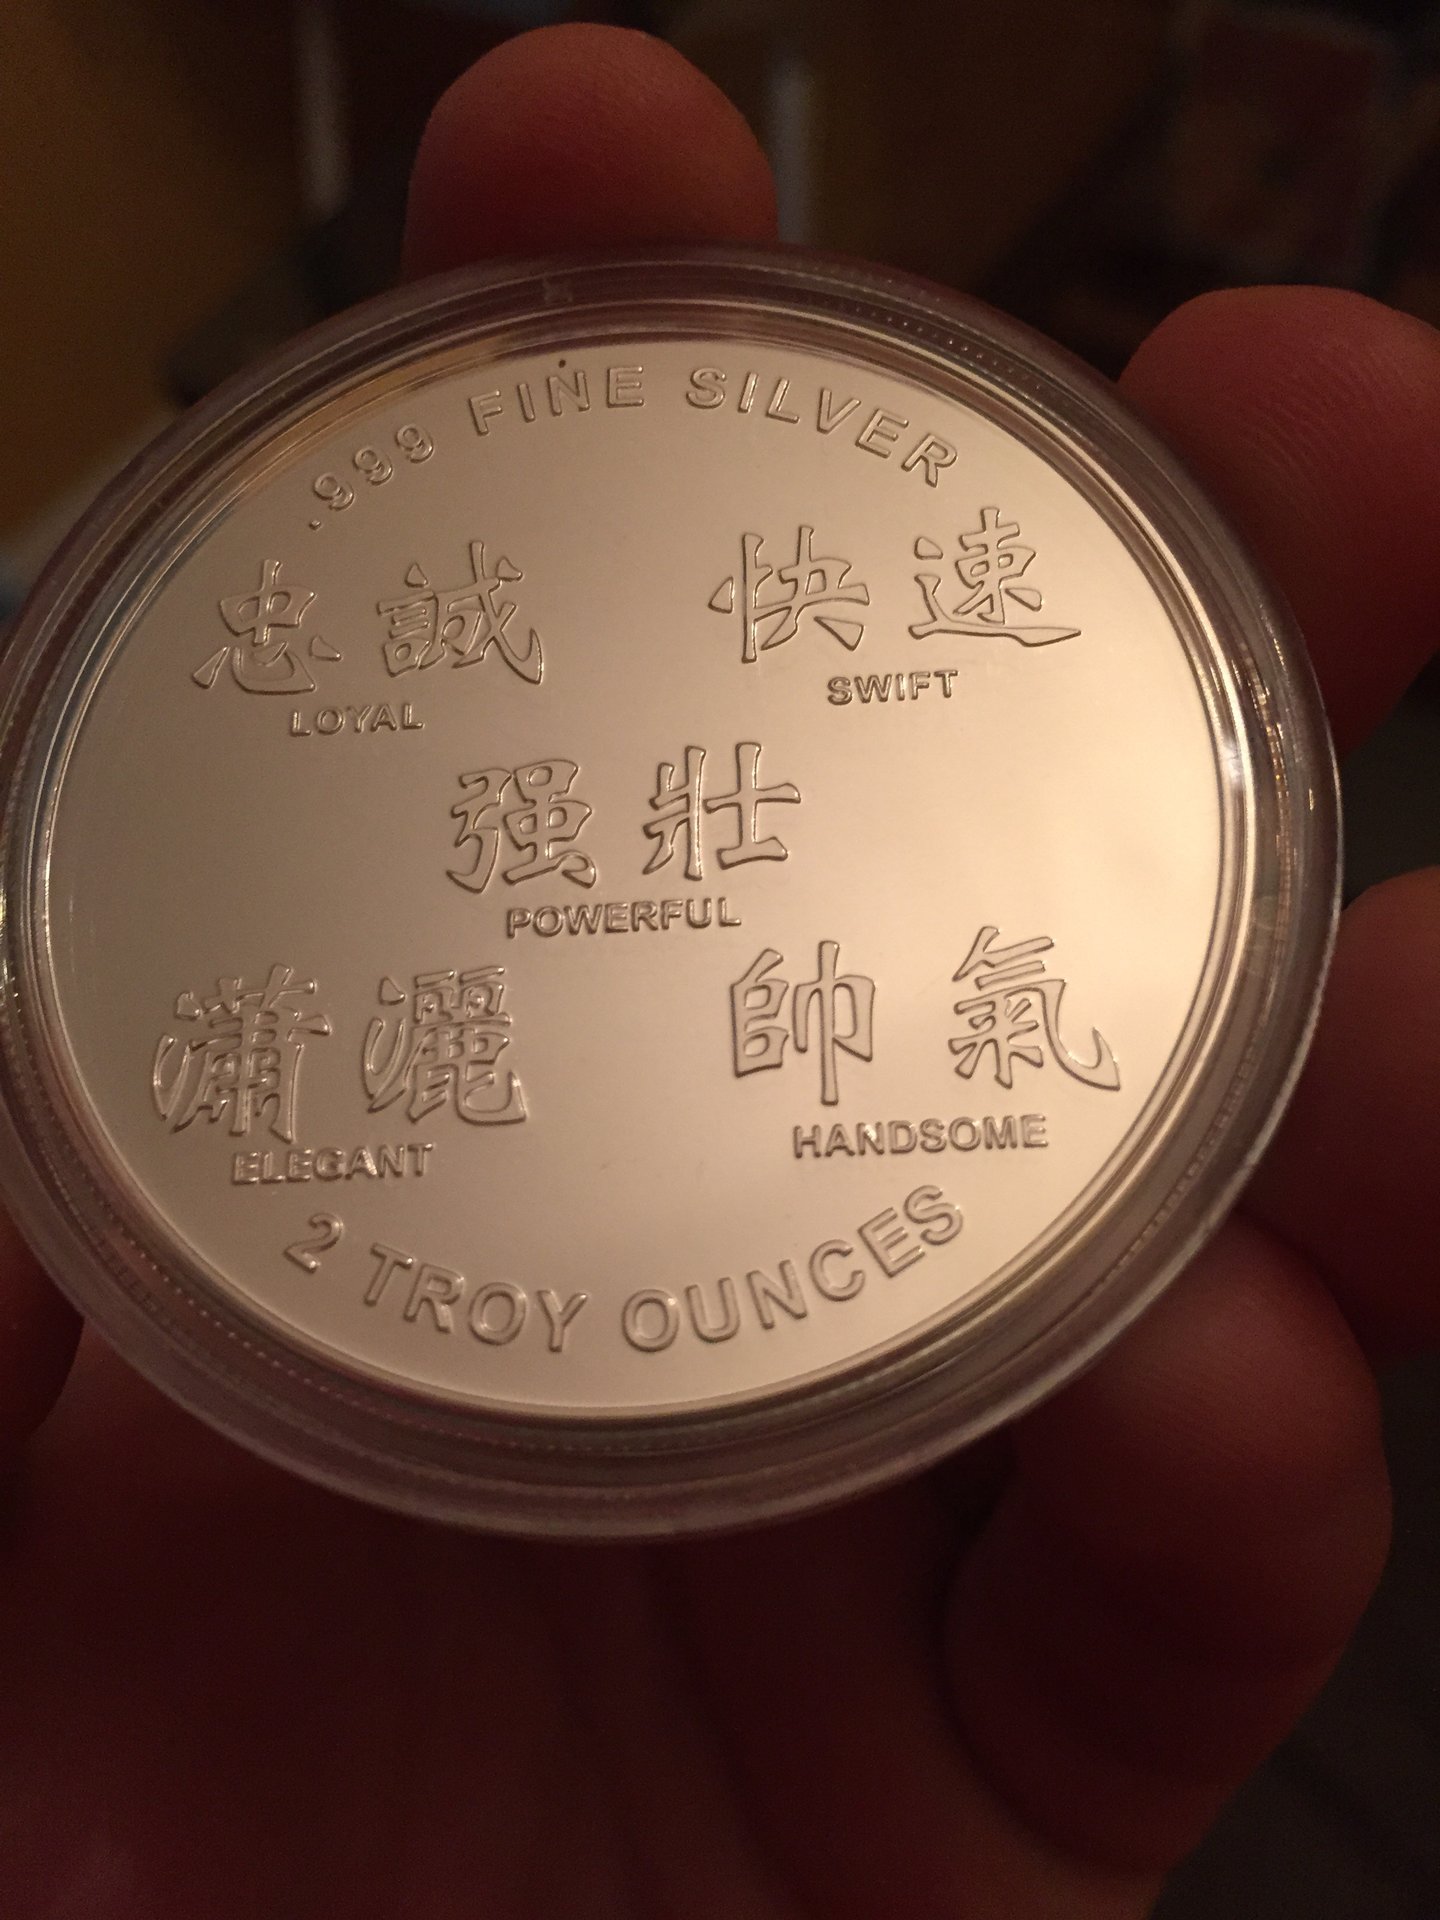 .999 FINE SILVER
忠誠 快速
LOYAL SWIFT
强壯
POWERFUL
瀟灑 帥氣
ELEGANT HANDSOME
2 TROY OUNCES